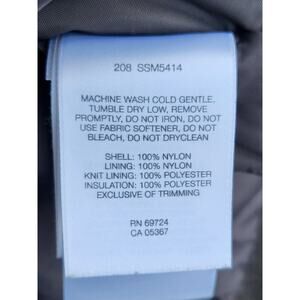 208 SSM5414
MACHINE WASH COLD GENTLE,
TUMBLE DRY LOW, REMOVE
PROMPTLY, DO NOT IRON, DO NOT
USE FABRIC SOFTENER, DO NOT
BLEACH, DO NOT DRYCLEAN
SHELL: 100% NYLON
LINING: 100% NYLON
KNIT LINING: 100% POLYESTER
INSULATION: 100% POLYESTER
EXCLUSIVE OF TRIMMING
RN 69724
CA 05367